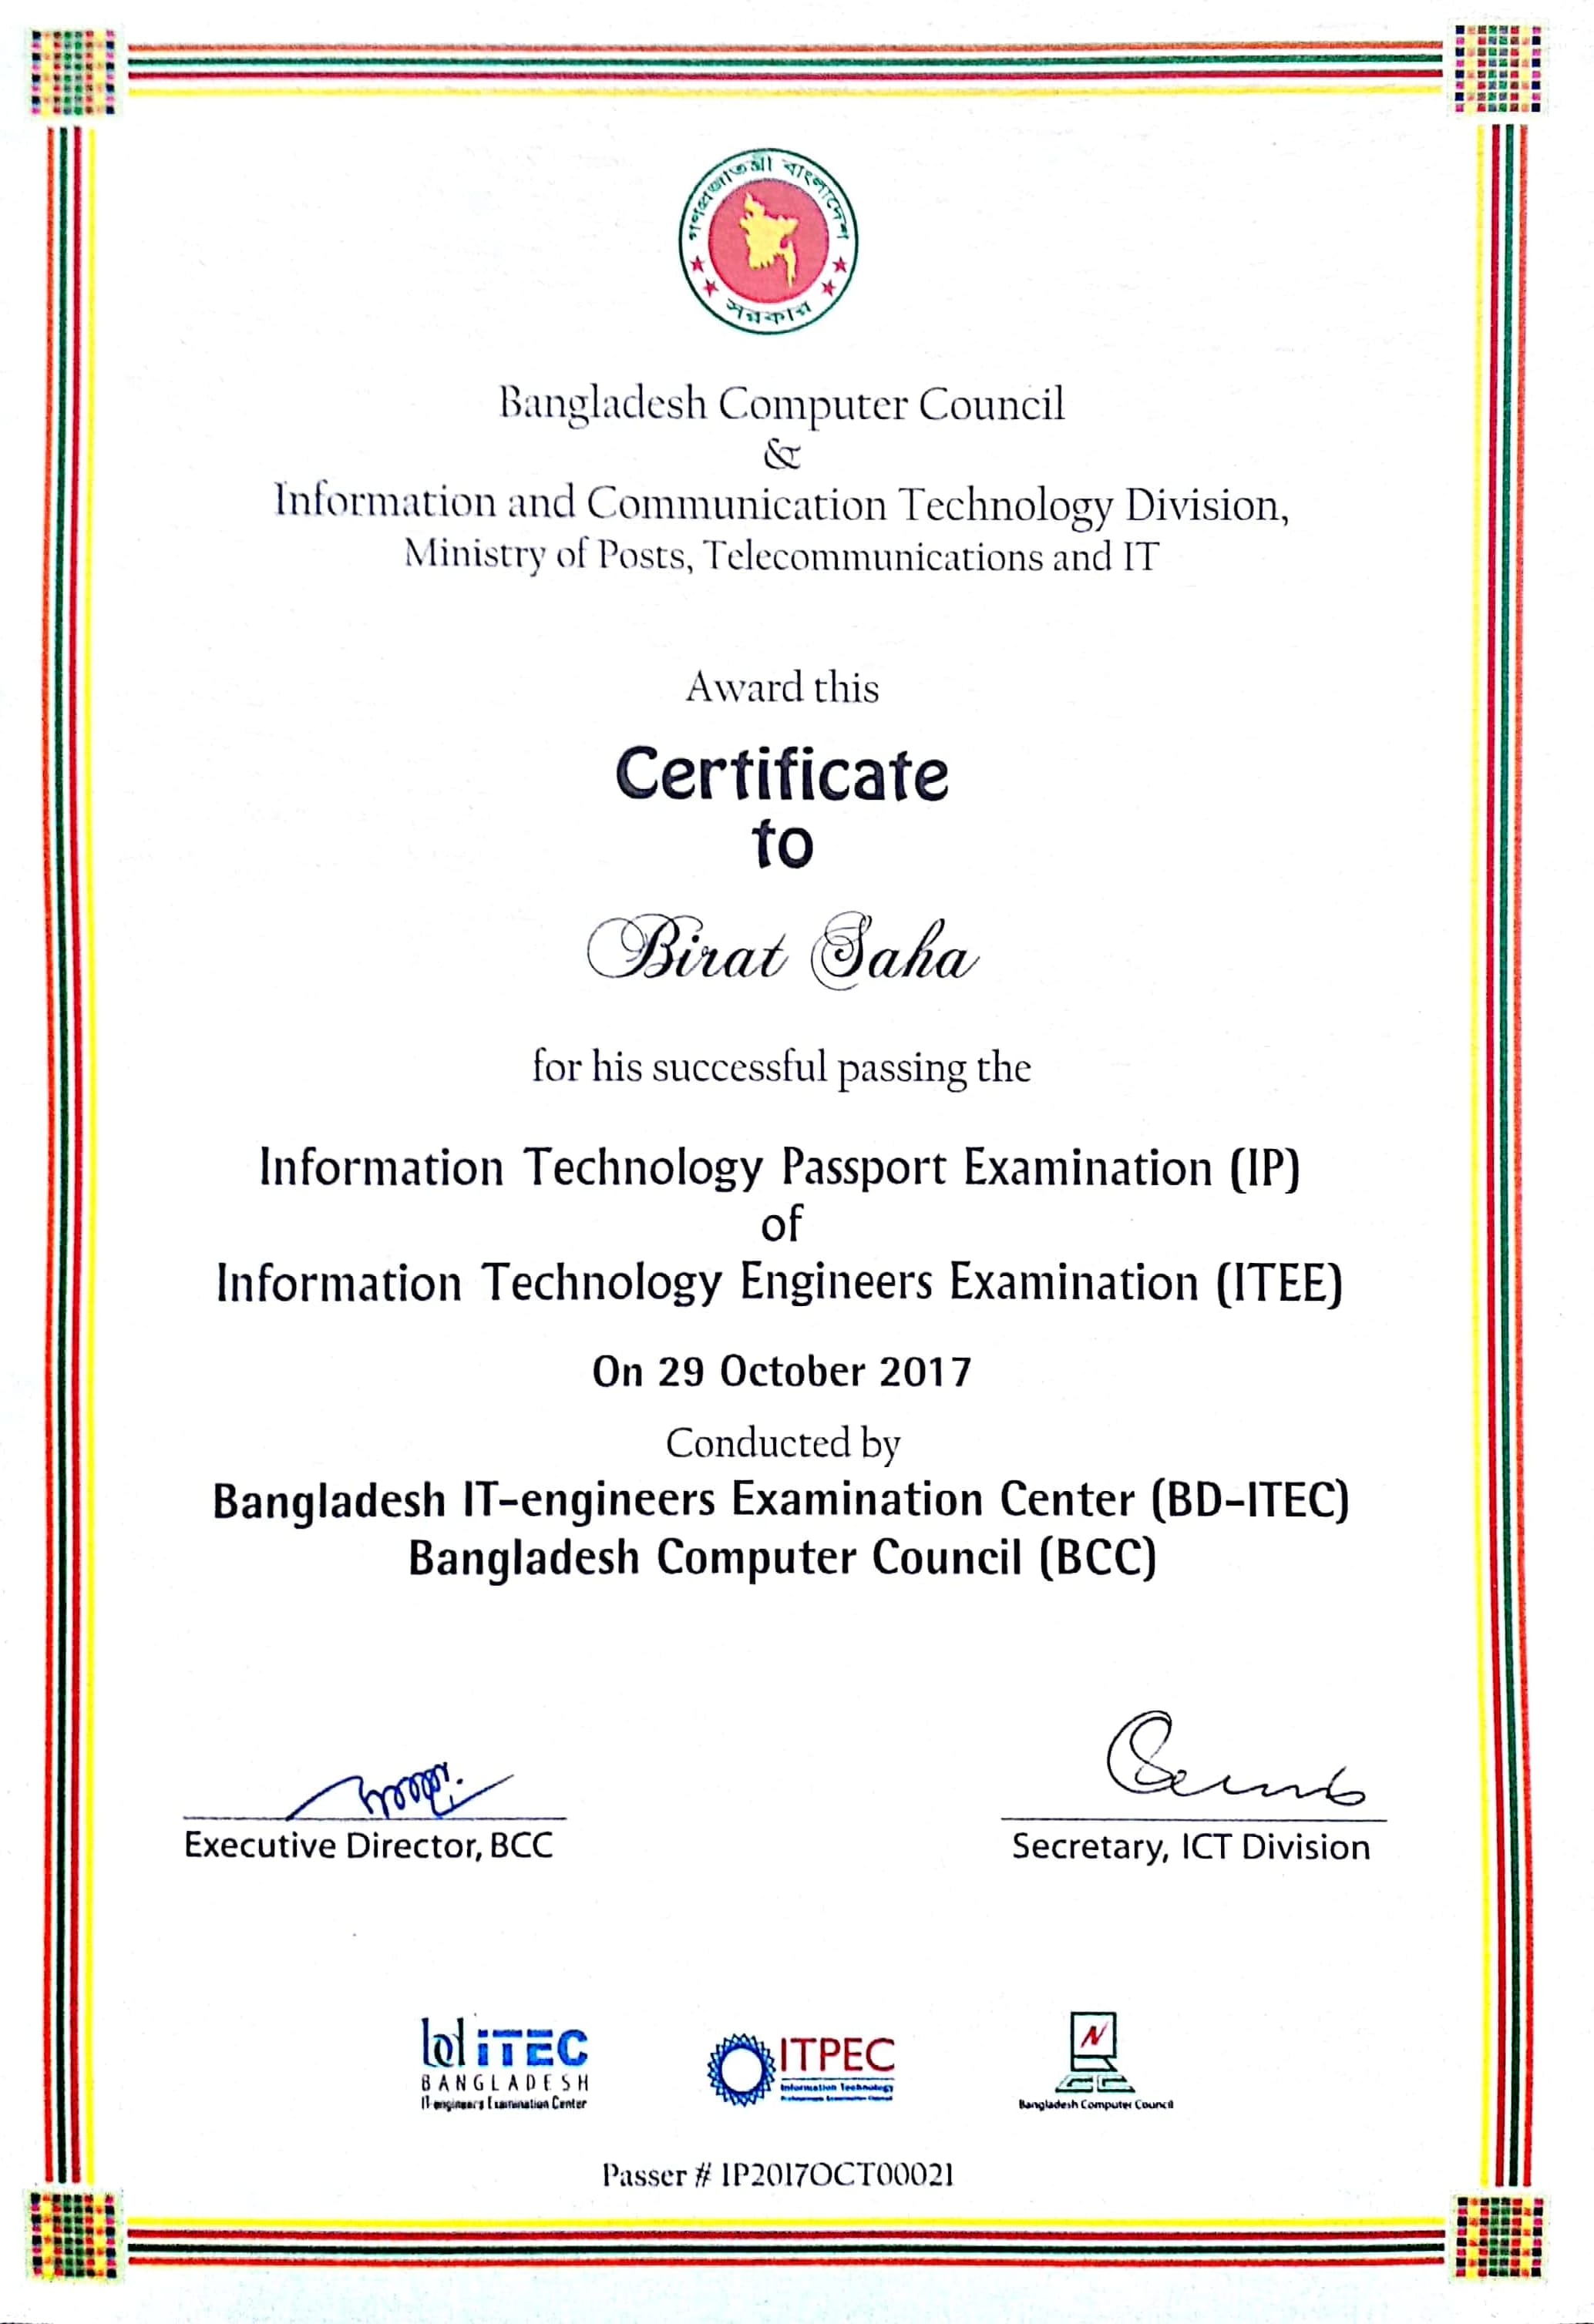 গণপ্রজাতন্ত্রী বাংলাদেশ
সরকার
Bangladesh Computer Council
&
Information and Communication Technology Division,
Ministry of Posts, Telecommunications and IT
Award this
Certificate
to
Birat Saha
for his successful passing the
Information Technology Passport Examination (IP)
of
Information Technology Engineers Examination (ITEE)
On 29 October 2017
Conducted by
Bangladesh IT-engineers Examination Center (BD-ITEC)
Bangladesh Computer Council (BCC)
Executive Director, BCC
Secretary, ICT Division
bd iTEC
BANGLADESH
IT-engineers Examination Center
ITPEC
Information Technology
Bangladesh Computer Council
Passer # IP2017OCT00021